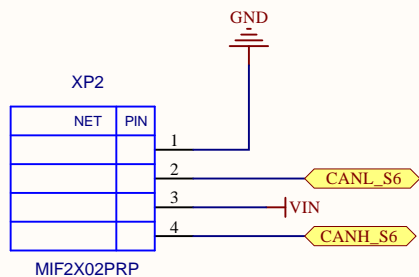 GND
XP2
NET PIN
1
2 CANL_S6
3 VIN
4 CANH_S6
MIF2X02PRP